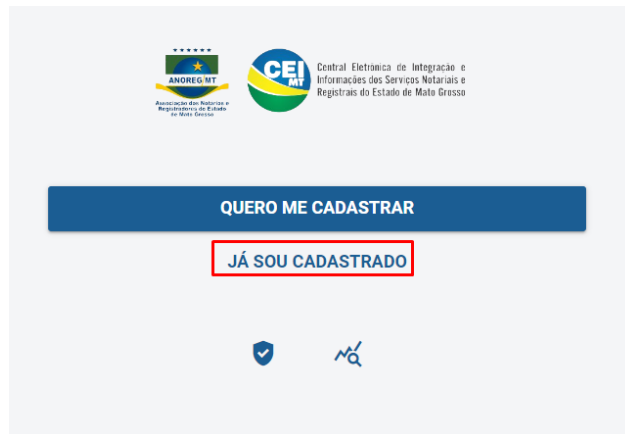 ANOREG/MT
Associação dos Notários e
Registradores do Estado
de Mato Grosso
CEI
MT
Central Eletrônica de Integração e
Informações dos Serviços Notariais e
Registrais do Estado de Mato Grosso
QUERO ME CADASTRAR
JÁ SOU CADASTRADO